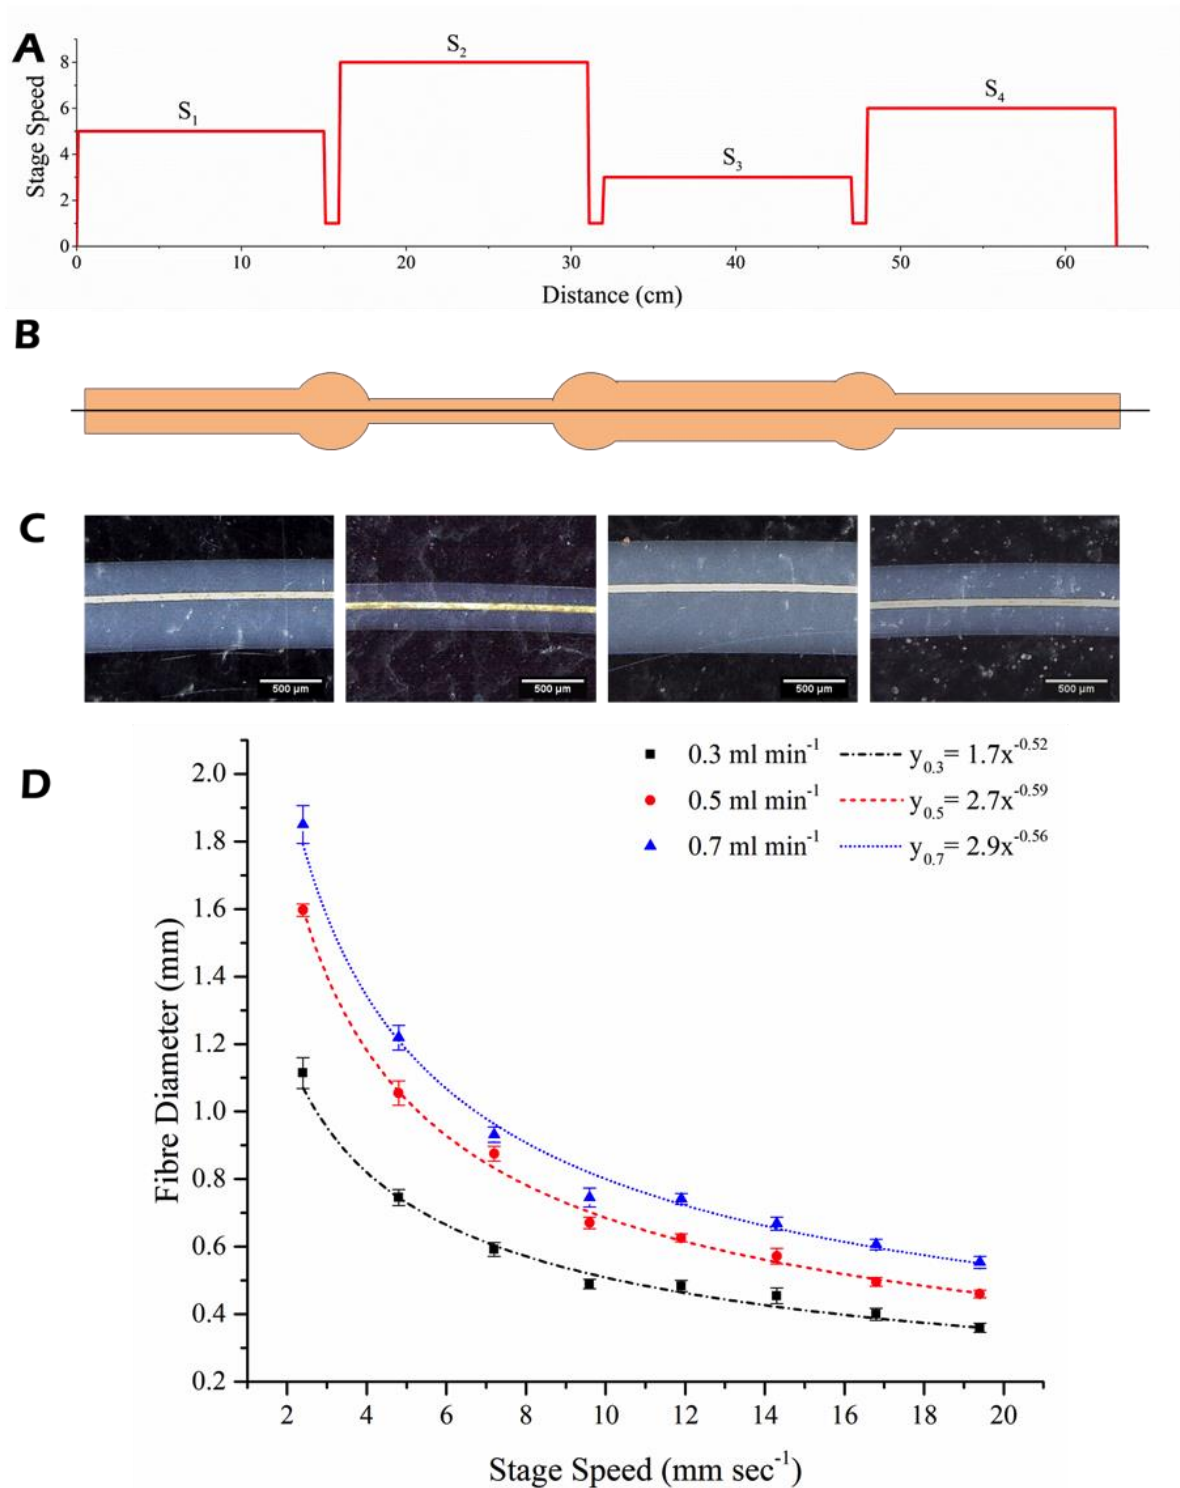 A
Stage Speed
8
6
4
2
0
S₁
S₂
S₃
S₄
0 10 20 30 40 50 60
Distance (cm)
B
C
500 µm 500 µm 500 µm 500 µm
D
Fibre Diameter (mm)
2.0
1.8
1.6
1.4
1.2
1.0
0.8
0.6
0.4
0.2
0.3 ml min⁻¹ y₀.₃= 1.7x⁻⁰·⁵²
0.5 ml min⁻¹ y₀.₅= 2.7x⁻⁰·⁵⁹
0.7 ml min⁻¹ y₀.₇= 2.9x⁻⁰·⁵⁶
2 4 6 8 10 12 14 16 18 20
Stage Speed (mm sec⁻¹)